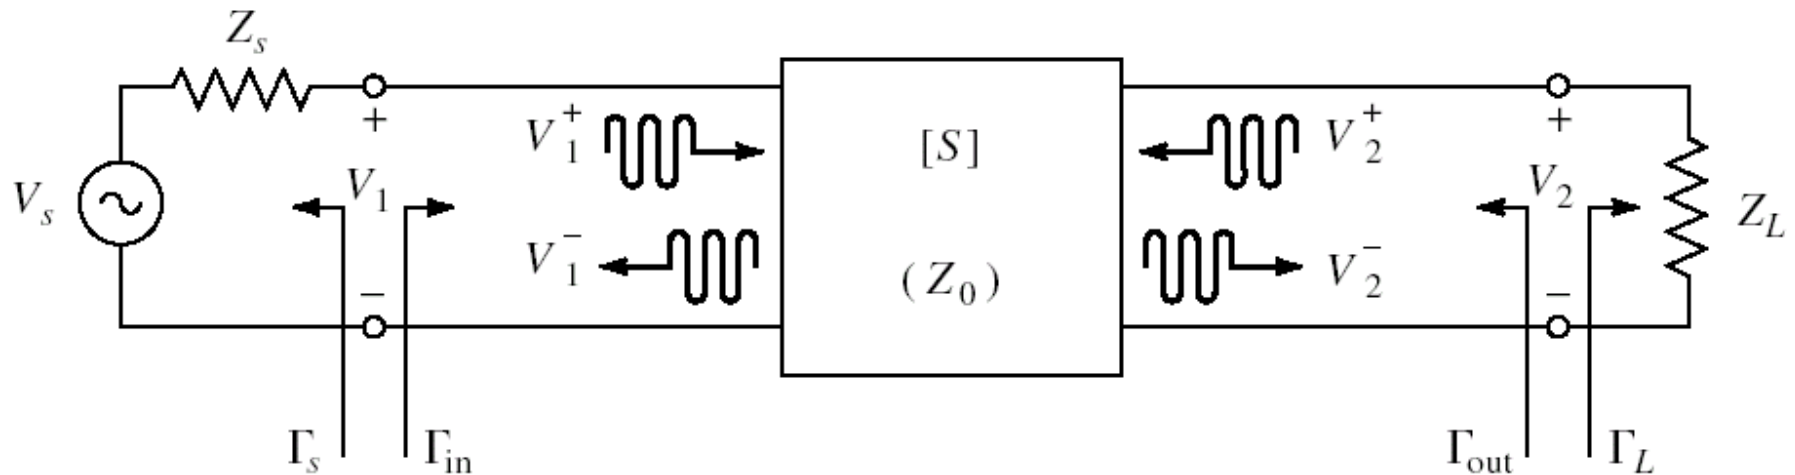 Z_s
+
V_1^+
[S]
V_2^+
+
V_s
V_1
V_2
Z_L
V_1^-
(Z_0)
V_2^-
−
−
Γ_s
Γ_in
Γ_out
Γ_L